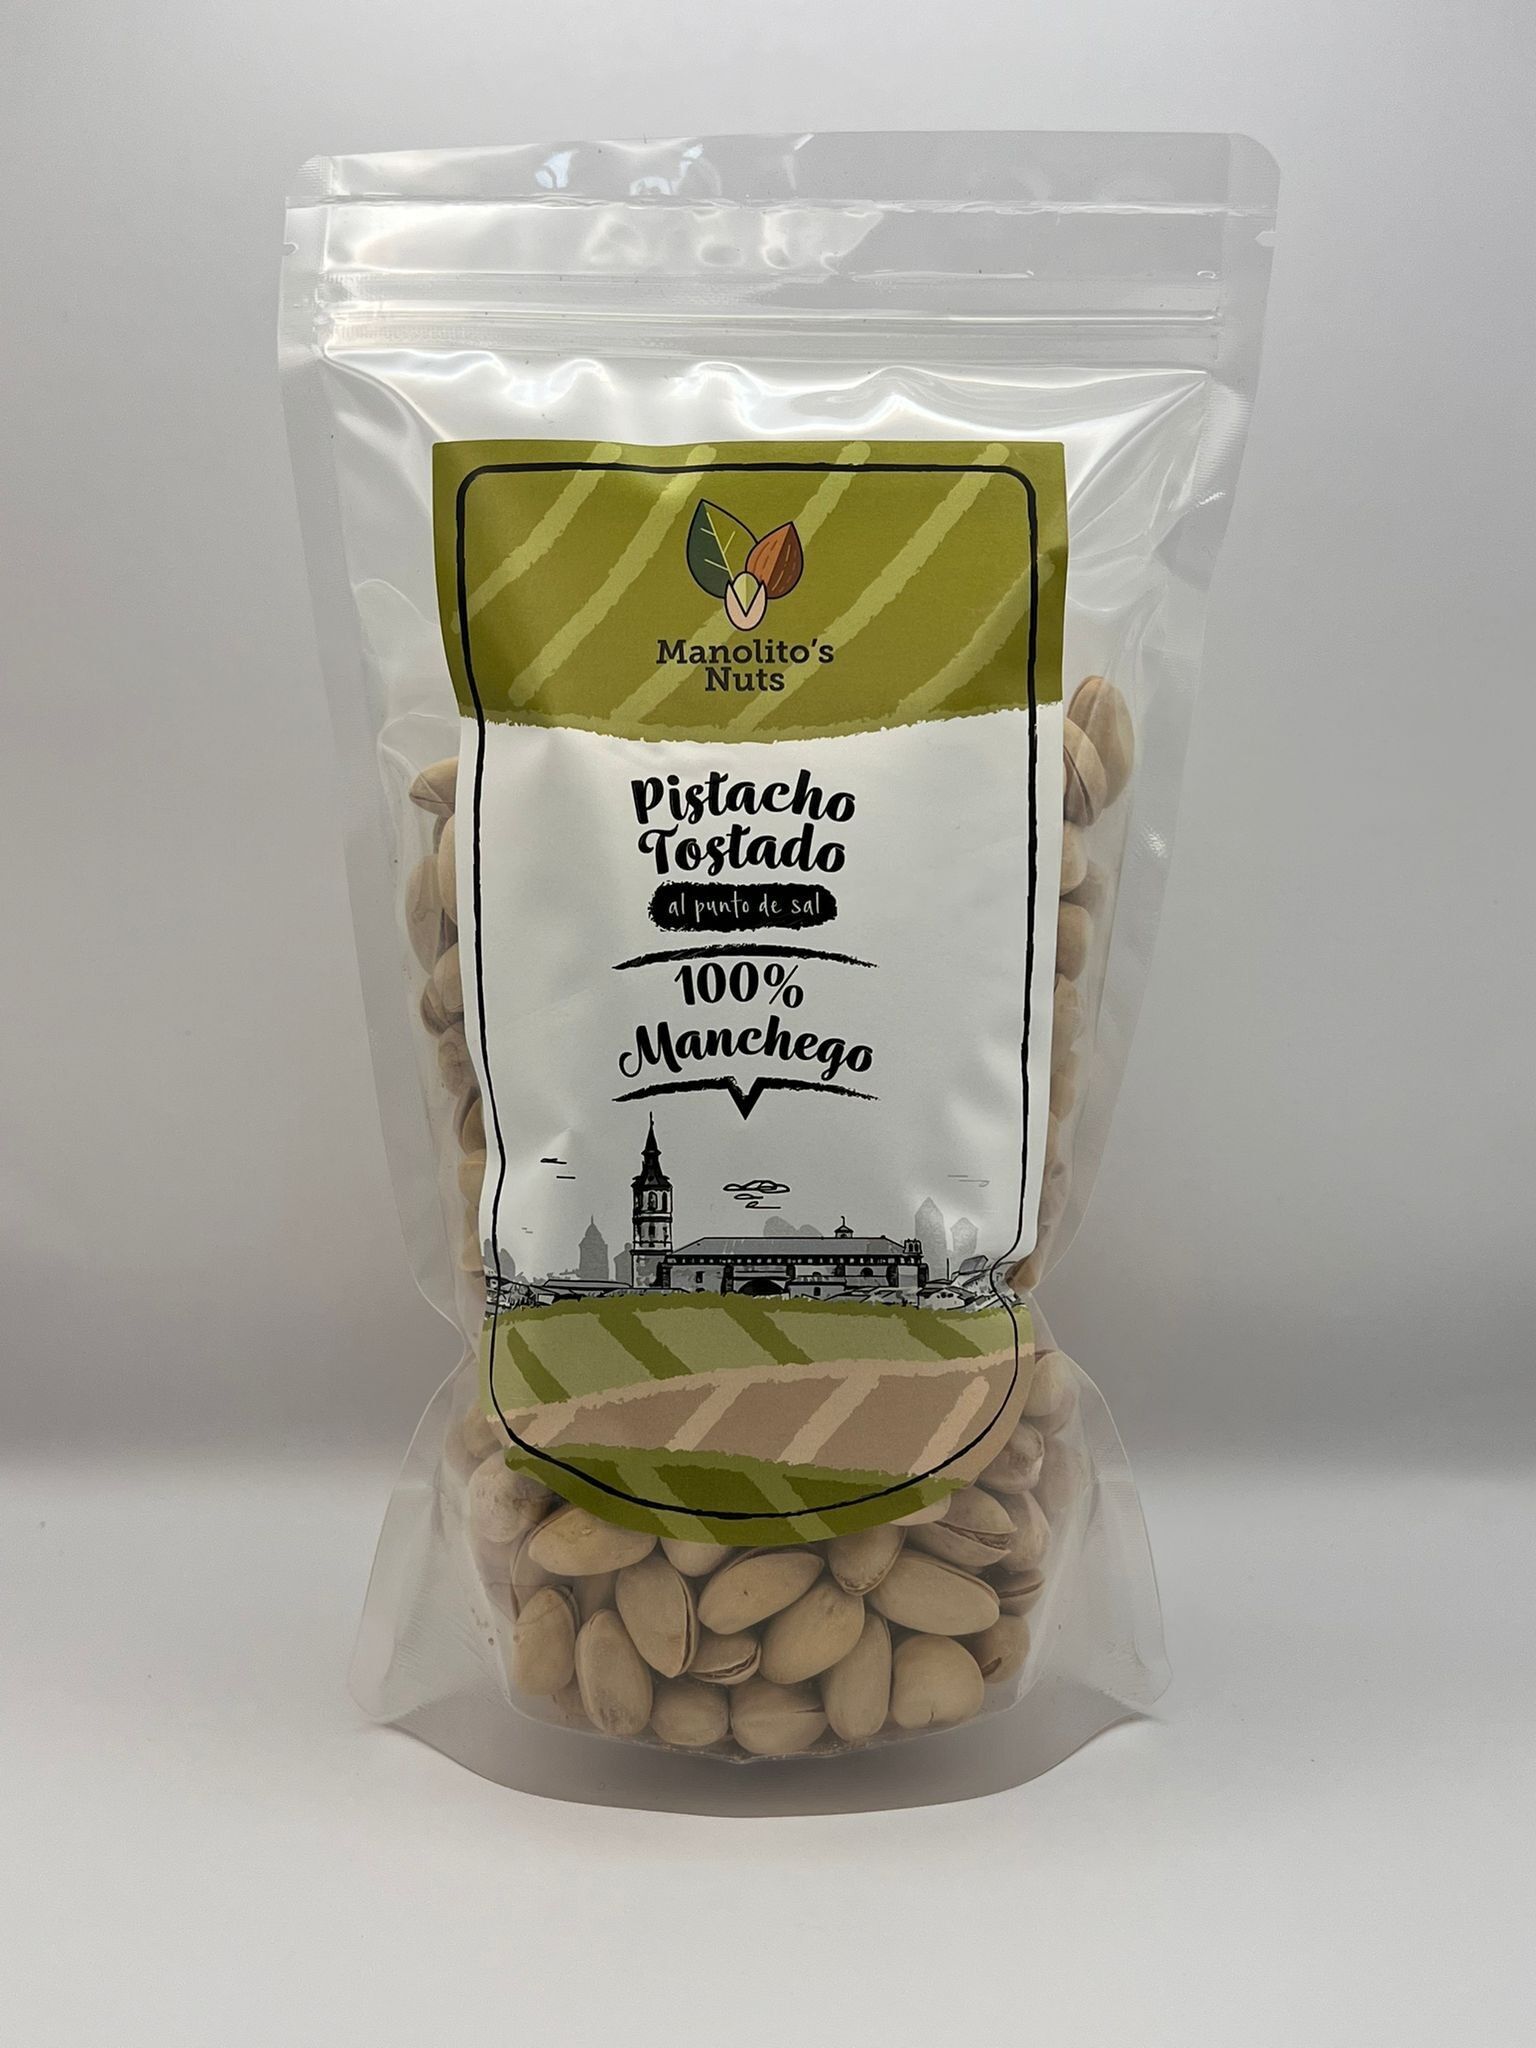 Manolito's
Nuts
Pistacho
Tostado
al punto de sal
100%
Manchego